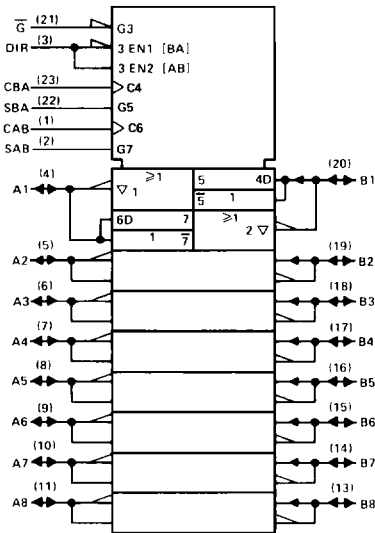 G̅ (21) G3
DIR (3) 3 EN1 [BA]
3 EN2 [AB]
CBA (23) C4
SBA (22) G5
CAB (1) C6
SAB (2) G7
A1 (4) ⩾1 5 4D (20) B1
▽ 1 5̅ 1
6D 7 ⩾1
1 7̅ 2 ▽
A2 (5) (19) B2
A3 (6) (18) B3
A4 (7) (17) B4
A5 (8) (16) B5
A6 (9) (15) B6
A7 (10) (14) B7
A8 (11) (13) B8